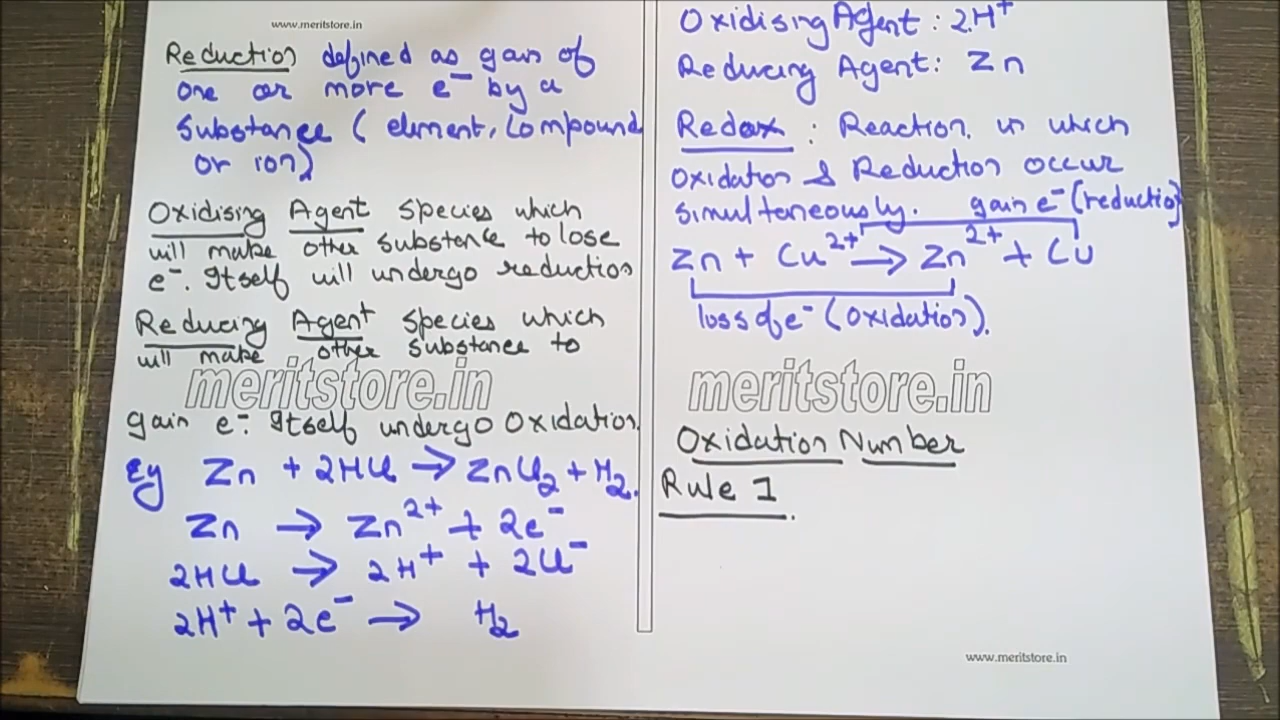 www.meritstore.in
Reduction defined as gain of
one or more e⁻ by a
substance ( element, Compound
or ion)
Oxidising Agent species which
will make other substance to lose
e⁻. Itself will undergo reduction
Reducing Agent species which
will make other substance to
meritstore.in
gain e⁻. Itself undergo Oxidation.
Eg Zn + 2HCl → ZnCl₂ + H₂.
Zn → Zn²⁺ + 2e⁻
2HCl → 2H⁺ + 2Cl⁻
2H⁺ + 2e⁻ → H₂
Oxidising Agent : 2H⁺
Reducing Agent: Zn
Redox : Reaction in which
Oxidation & Reduction occur
simulteneously. gain e⁻ (reduction)
Zn + Cu²⁺ → Zn²⁺ + Cu
loss of e⁻ (Oxidation).
meritstore.in
Oxidation Number
Rule 1
www.meritstore.in